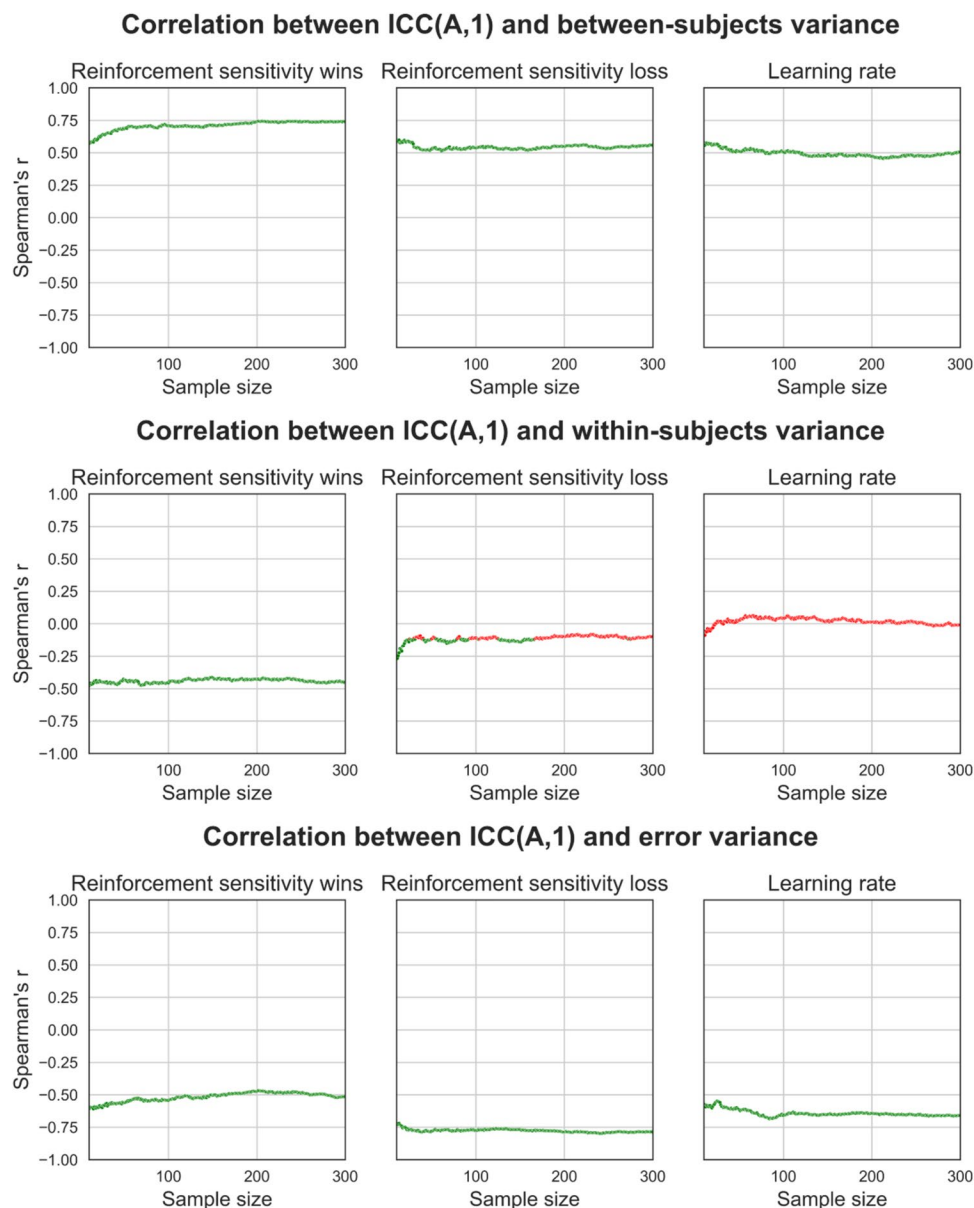 Correlation between ICC(A,1) and between-subjects variance
Reinforcement sensitivity wins
Reinforcement sensitivity loss
Learning rate
1.00
0.75
0.50
0.25
0.00
−0.25
−0.50
−0.75
−1.00
Spearman's r
100 200 300
100 200 300
100 200 300
Sample size
Sample size
Sample size
Correlation between ICC(A,1) and within-subjects variance
Reinforcement sensitivity wins
Reinforcement sensitivity loss
Learning rate
1.00
0.75
0.50
0.25
0.00
−0.25
−0.50
−0.75
−1.00
Spearman's r
100 200 300
100 200 300
100 200 300
Sample size
Sample size
Sample size
Correlation between ICC(A,1) and error variance
Reinforcement sensitivity wins
Reinforcement sensitivity loss
Learning rate
1.00
0.75
0.50
0.25
0.00
−0.25
−0.50
−0.75
−1.00
Spearman's r
100 200 300
100 200 300
100 200 300
Sample size
Sample size
Sample size